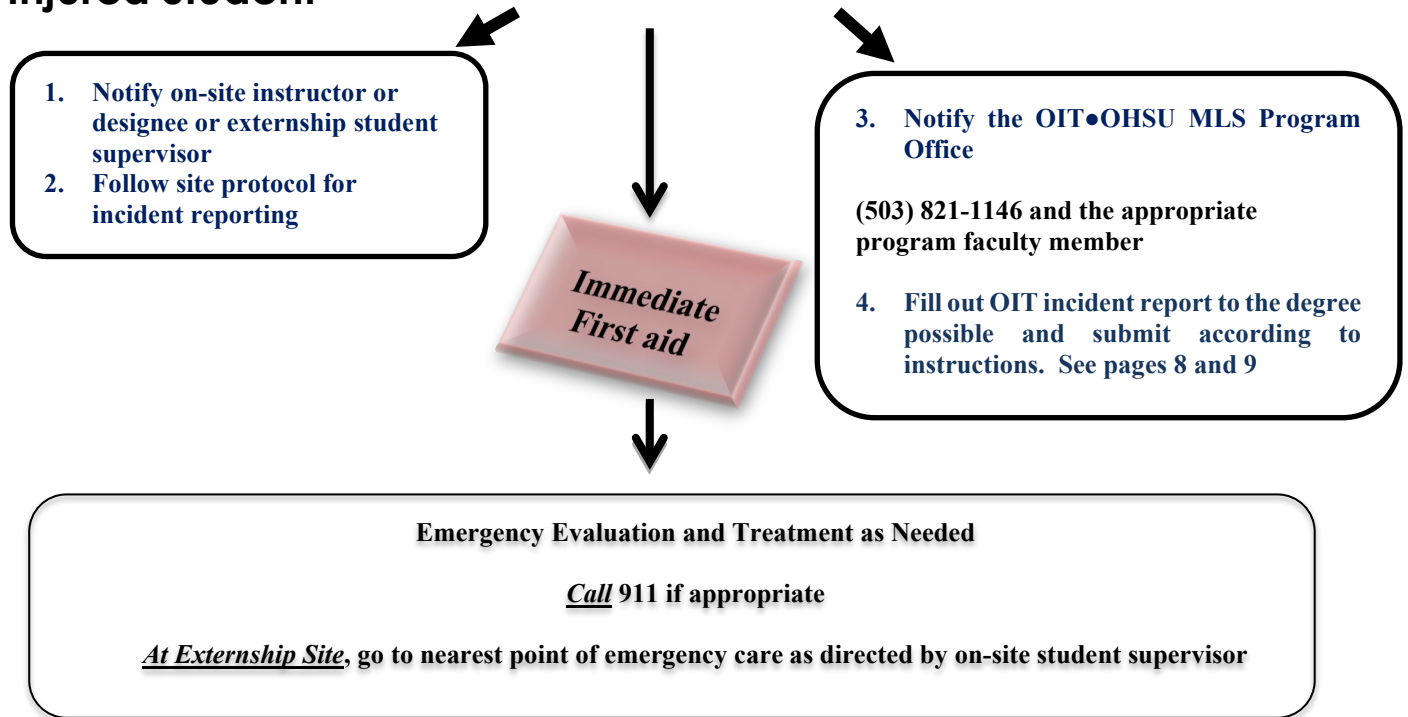 Injured Student
1. Notify on-site instructor or
designee or externship student
supervisor
2. Follow site protocol for
incident reporting
3. Notify the OIT●OHSU MLS Program
Office
(503) 821-1146 and the appropriate
program faculty member
4. Fill out OIT incident report to the degree
possible and submit according to
instructions. See pages 8 and 9
Immediate
First aid
Emergency Evaluation and Treatment as Needed
Call 911 if appropriate
At Externship Site, go to nearest point of emergency care as directed by on-site student supervisor